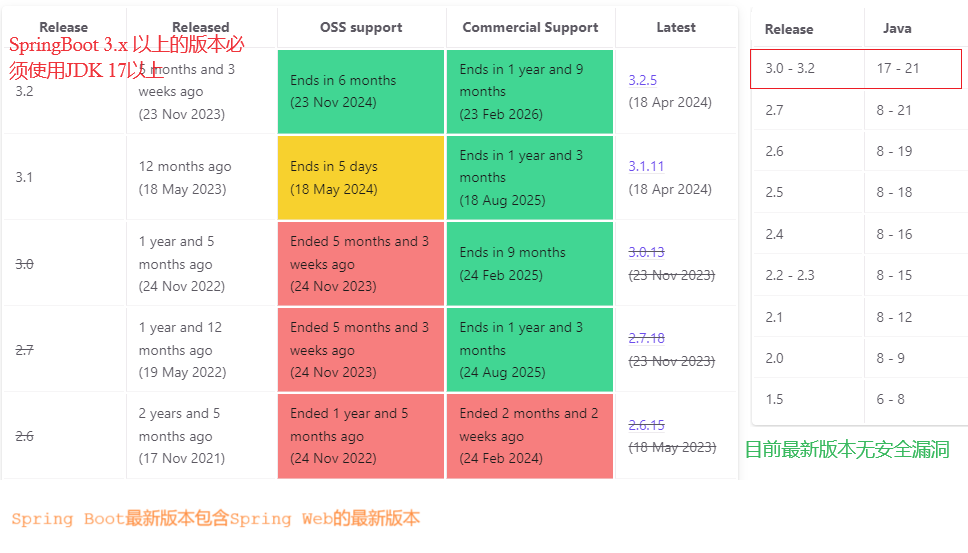 Release Released OSS support Commercial Support Latest
SpringBoot 3.x 以上的版本必
须使用JDK 17以上
3.2
5 months and 3
weeks ago
(23 Nov 2023)
Ends in 6 months
(23 Nov 2024)
Ends in 1 year and 9
months
(23 Feb 2026)
3.2.5
(18 Apr 2024)
3.1
12 months ago
(18 May 2023)
Ends in 5 days
(18 May 2024)
Ends in 1 year and 3
months
(18 Aug 2025)
3.1.11
(18 Apr 2024)
3.0
1 year and 5
months ago
(24 Nov 2022)
Ended 5 months and 3
weeks ago
(24 Nov 2023)
Ends in 9 months
(24 Feb 2025)
3.0.13
(23 Nov 2023)
2.7
1 year and 12
months ago
(19 May 2022)
Ended 5 months and 3
weeks ago
(24 Nov 2023)
Ends in 1 year and 3
months
(24 Aug 2025)
2.7.18
(23 Nov 2023)
2.6
2 years and 5
months ago
(17 Nov 2021)
Ended 1 year and 5
months ago
(24 Nov 2022)
Ended 2 months and 2
weeks ago
(24 Feb 2024)
2.6.15
(18 May 2023)
Release Java
3.0 - 3.2 17 - 21
2.7 8 - 21
2.6 8 - 19
2.5 8 - 18
2.4 8 - 16
2.2 - 2.3 8 - 15
2.1 8 - 12
2.0 8 - 9
1.5 6 - 8
目前最新版本无安全漏洞
Spring Boot最新版本包含Spring Web的最新版本